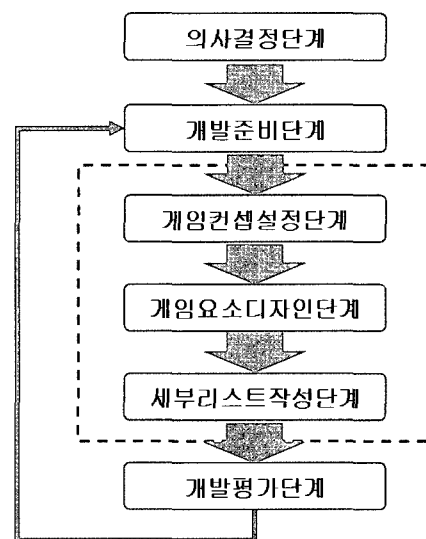 의사결정단계
개발준비단계
게임컨셉설정단계
게임요소디자인단계
세부리스트작성단계
개발평가단계